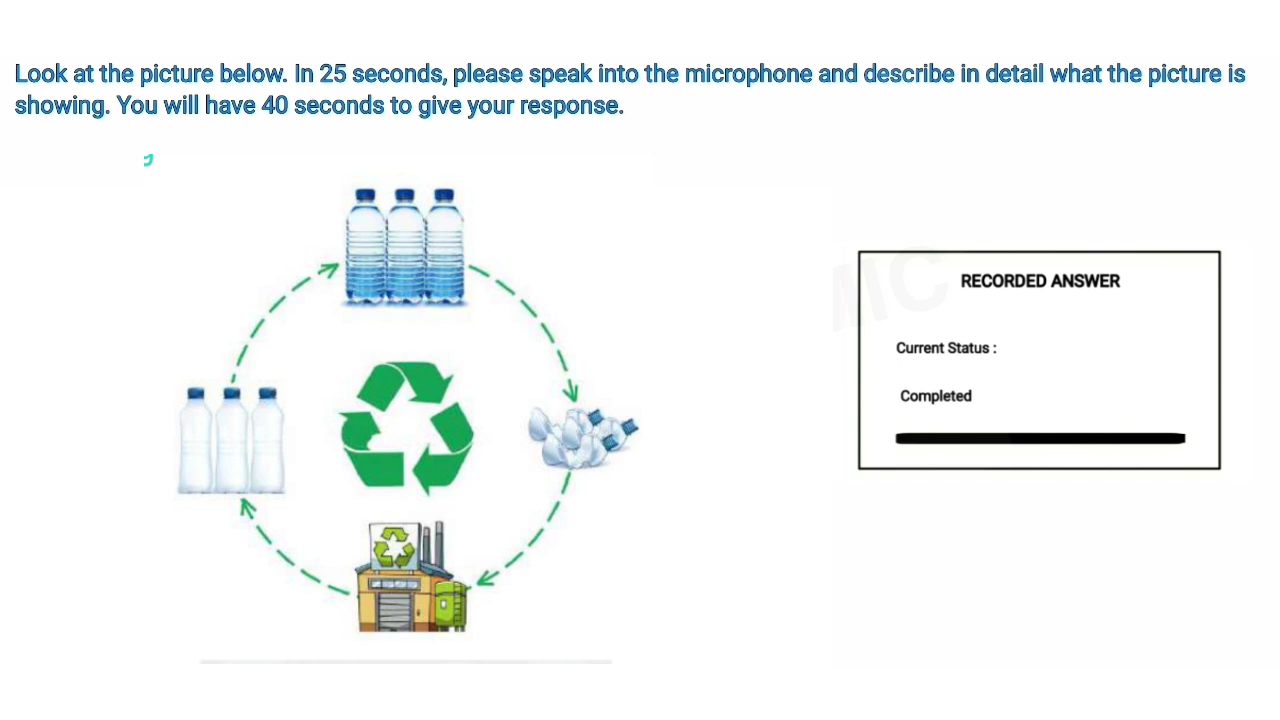 Look at the picture below. In 25 seconds, please speak into the microphone and describe in detail what the picture is
showing. You will have 40 seconds to give your response.
RECORDED ANSWER
Current Status :
Completed